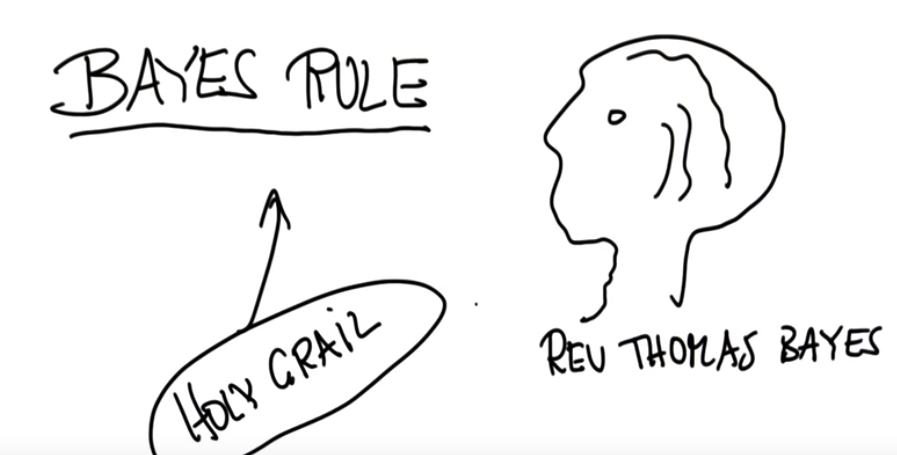 BAYES RULE
HOLY GRAIL
REV THOMAS BAYES